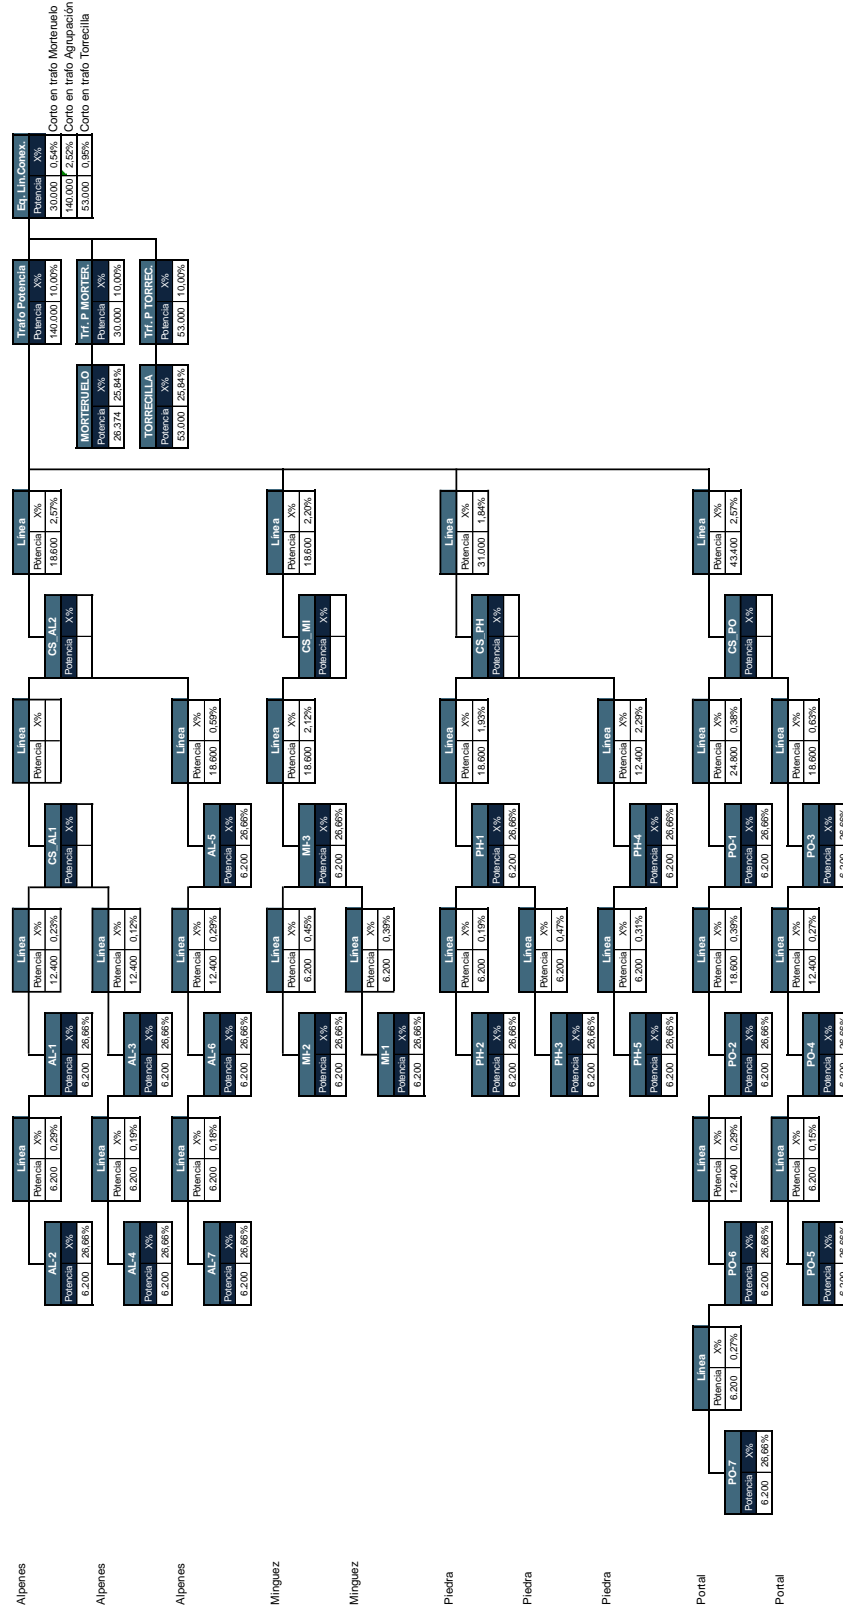 Alpenes
AL-2
Potencia X%
6.200 26,66%
Línea
Potencia X%
6.200 0,29%
AL-1
Potencia X%
6.200 26,66%
Línea
Potencia X%
12.400 0,23%
CS_AL1
Potencia X%
Línea
Potencia X%
CS_AL2
Potencia X%
Línea
Potencia X%
18.600 2,57%
Trafo Potencia
Potencia X%
140.000 10,00%
Eq. Lin.Conex.
Potencia X%
30.000 0,54% Corto en trafo Morteruelo
140.000 2,52% Corto en trafo Agrupación
53.000 0,95% Corto en trafo Torrecilla
MORTERUELO
Potencia X%
26.374 25,84%
Trf. P MORTER.
Potencia X%
30.000 10,00%
TORRECILLA
Potencia X%
53.000 25,84%
Trf. P TORREC.
Potencia X%
53.000 10,00%
Alpenes
AL-4
Potencia X%
6.200 26,66%
Línea
Potencia X%
6.200 0,19%
AL-3
Potencia X%
6.200 26,66%
Línea
Potencia X%
12.400 0,12%
Alpenes
AL-7
Potencia X%
6.200 26,66%
Línea
Potencia X%
6.200 0,18%
AL-6
Potencia X%
6.200 26,66%
Línea
Potencia X%
12.400 0,29%
AL-5
Potencia X%
6.200 26,66%
Línea
Potencia X%
18.600 0,59%
Minguez
MI-2
Potencia X%
6.200 26,66%
Línea
Potencia X%
6.200 0,45%
MI-3
Potencia X%
6.200 26,66%
Línea
Potencia X%
18.600 2,12%
CS_MI
Potencia X%
Línea
Potencia X%
18.600 2,20%
Minguez
MI-1
Potencia X%
6.200 26,66%
Línea
Potencia X%
6.200 0,39%
Piedra
PH-2
Potencia X%
6.200 26,66%
Línea
Potencia X%
6.200 0,19%
PH-1
Potencia X%
6.200 26,66%
Línea
Potencia X%
18.600 1,93%
CS_PH
Potencia X%
Línea
Potencia X%
31.000 1,84%
Piedra
PH-3
Potencia X%
6.200 26,66%
Línea
Potencia X%
6.200 0,47%
Piedra
PH-5
Potencia X%
6.200 26,66%
Línea
Potencia X%
6.200 0,31%
PH-4
Potencia X%
6.200 26,66%
Línea
Potencia X%
12.400 2,29%
Portal
PO-7
Potencia X%
6.200 26,66%
Línea
Potencia X%
6.200 0,27%
PO-6
Potencia X%
6.200 26,66%
Línea
Potencia X%
12.400 0,29%
PO-2
Potencia X%
6.200 26,66%
Línea
Potencia X%
18.600 0,39%
PO-1
Potencia X%
6.200 26,66%
Línea
Potencia X%
24.800 0,38%
CS_PO
Potencia X%
Línea
Potencia X%
43.400 2,57%
Portal
PO-5
Potencia X%
Línea
Potencia X%
6.200 0,15%
PO-4
Potencia X%
Línea
Potencia X%
12.400 0,27%
PO-3
Potencia X%
Línea
Potencia X%
18.600 0,63%